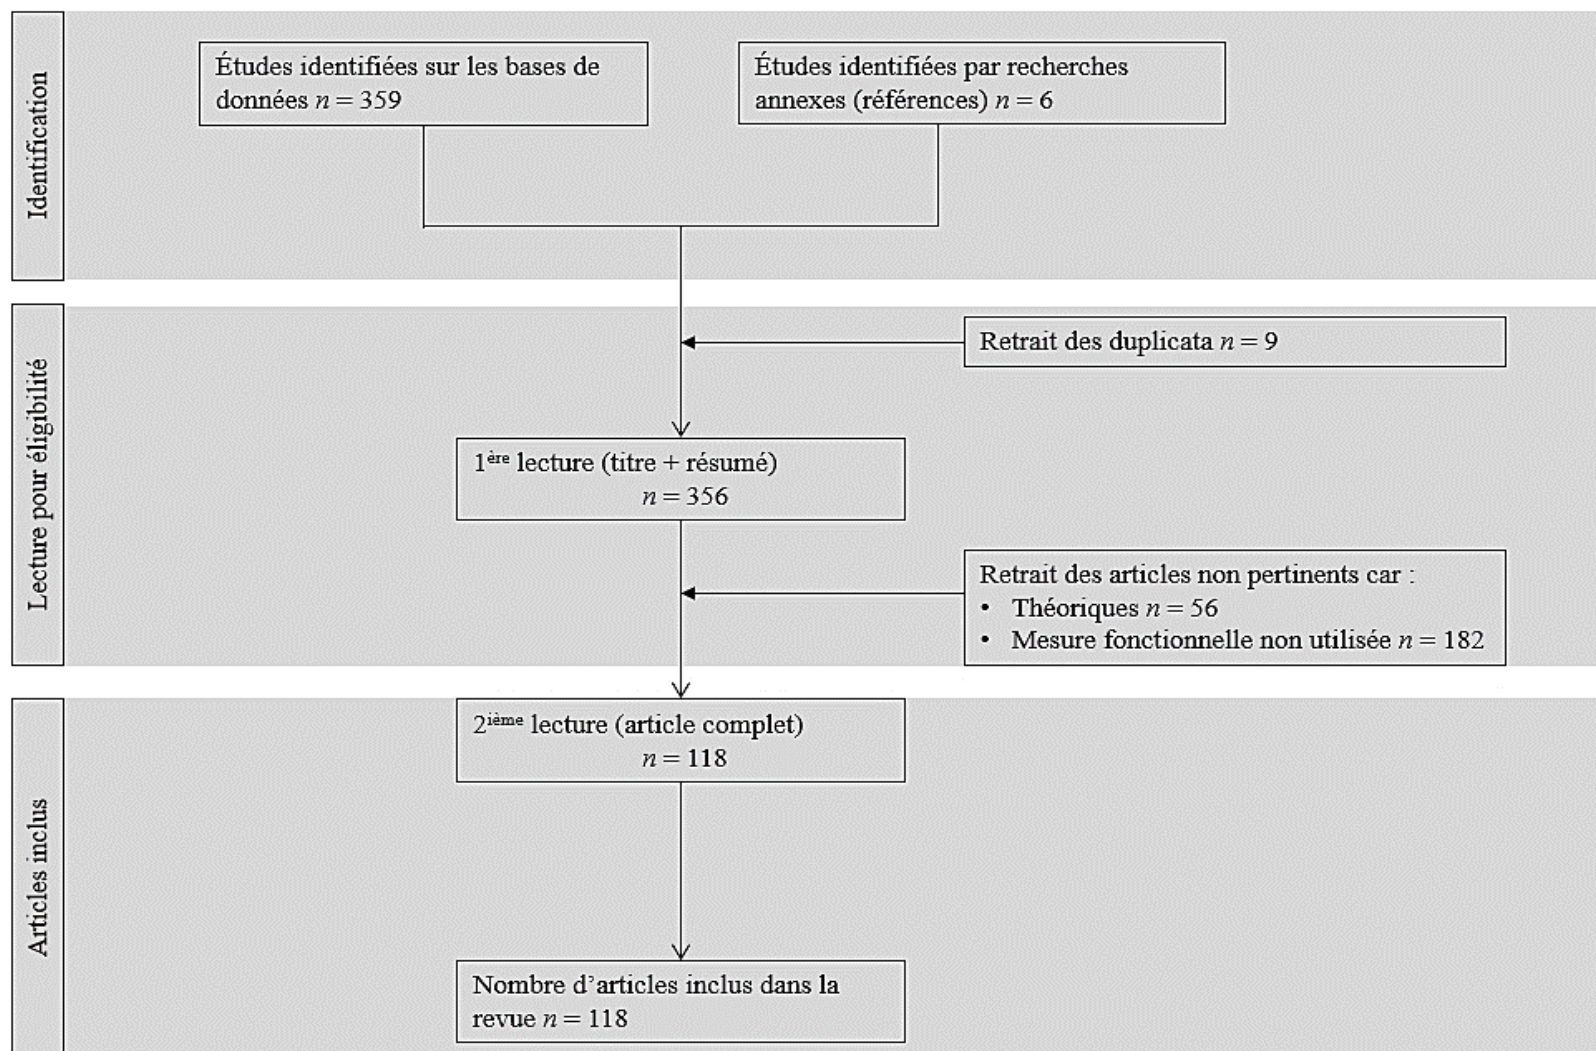 Identification
Études identifiées sur les bases de
données n = 359
Études identifiées par recherches
annexes (références) n = 6
Lecture pour éligibilité
Retrait des duplicata n = 9
1ère lecture (titre + résumé)
n = 356
Retrait des articles non pertinents car :
• Théoriques n = 56
• Mesure fonctionnelle non utilisée n = 182
Articles inclus
2ième lecture (article complet)
n = 118
Nombre d’articles inclus dans la
revue n = 118